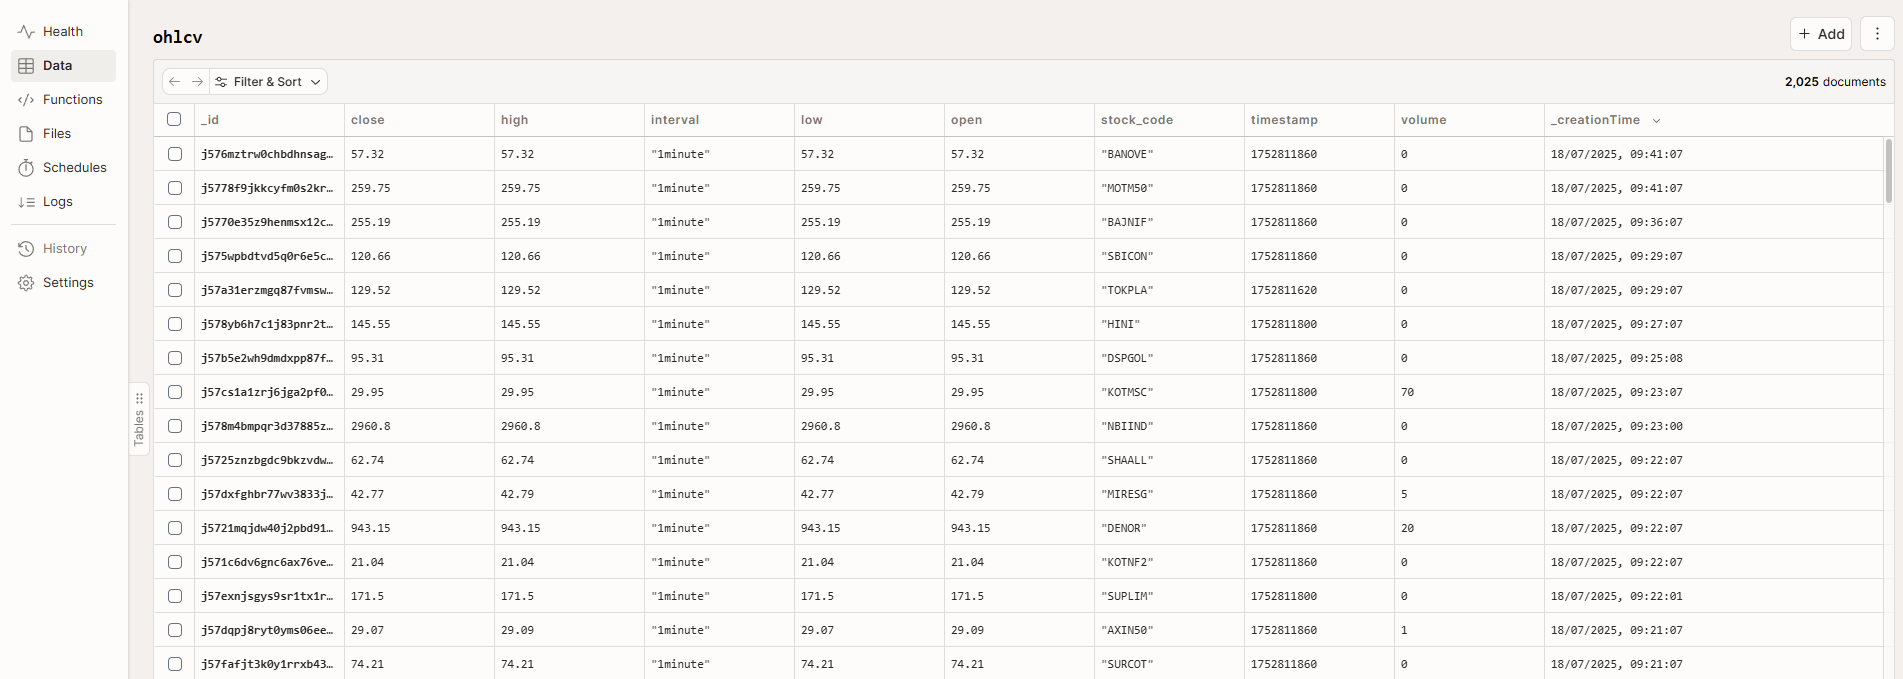 Health
Data
Functions
Files
Schedules
Logs
History
Settings
Tables
ohlcv
+ Add
Filter & Sort
2,025 documents
_id close high interval low open stock_code timestamp volume _creationTime
j576mztrw0chbdhnsag… 57.32 57.32 "1minute" 57.32 57.32 "BANOVE" 1752811860 0 18/07/2025, 09:41:07
j5778f9jkkcyfm0s2kr… 259.75 259.75 "1minute" 259.75 259.75 "MOTM50" 1752811860 0 18/07/2025, 09:41:07
j5770e35z9henmsx12c… 255.19 255.19 "1minute" 255.19 255.19 "BAJNIF" 1752811860 0 18/07/2025, 09:36:07
j575wpbdtvd5q0r6e5c… 120.66 120.66 "1minute" 120.66 120.66 "SBICON" 1752811860 0 18/07/2025, 09:29:07
j57a31erzmgq87fvmsw… 129.52 129.52 "1minute" 129.52 129.52 "TOKPLA" 1752811620 0 18/07/2025, 09:29:07
j578yb6h7c1j83pnr2t… 145.55 145.55 "1minute" 145.55 145.55 "HINI" 1752811800 0 18/07/2025, 09:27:07
j57b5e2wh9dmdxpp87f… 95.31 95.31 "1minute" 95.31 95.31 "DSPGOL" 1752811860 0 18/07/2025, 09:25:08
j57cs1a1zrj6jga2pf0… 29.95 29.95 "1minute" 29.95 29.95 "KOTMSC" 1752811800 70 18/07/2025, 09:23:07
j578m4bmpqr3d37885z… 2960.8 2960.8 "1minute" 2960.8 2960.8 "NBIIND" 1752811860 0 18/07/2025, 09:23:00
j5725znzbgdc9bkzvdw… 62.74 62.74 "1minute" 62.74 62.74 "SHAALL" 1752811860 0 18/07/2025, 09:22:07
j57dxfghbr77wv3833j… 42.77 42.79 "1minute" 42.77 42.79 "MIRESG" 1752811860 5 18/07/2025, 09:22:07
j5721mqjdw40j2pbd91… 943.15 943.15 "1minute" 943.15 943.15 "DENOR" 1752811860 20 18/07/2025, 09:22:07
j571c6dv6gnc6ax76ve… 21.04 21.04 "1minute" 21.04 21.04 "KOTNF2" 1752811860 0 18/07/2025, 09:22:07
j57exnjsgys9sr1tx1r… 171.5 171.5 "1minute" 171.5 171.5 "SUPLIM" 1752811800 0 18/07/2025, 09:22:01
j57dqpj8ryt0yms06ee… 29.07 29.09 "1minute" 29.07 29.09 "AXIN50" 1752811860 1 18/07/2025, 09:21:07
j57fafjt3k0y1rrxb43… 74.21 74.21 "1minute" 74.21 74.21 "SURCOT" 1752811860 0 18/07/2025, 09:21:07